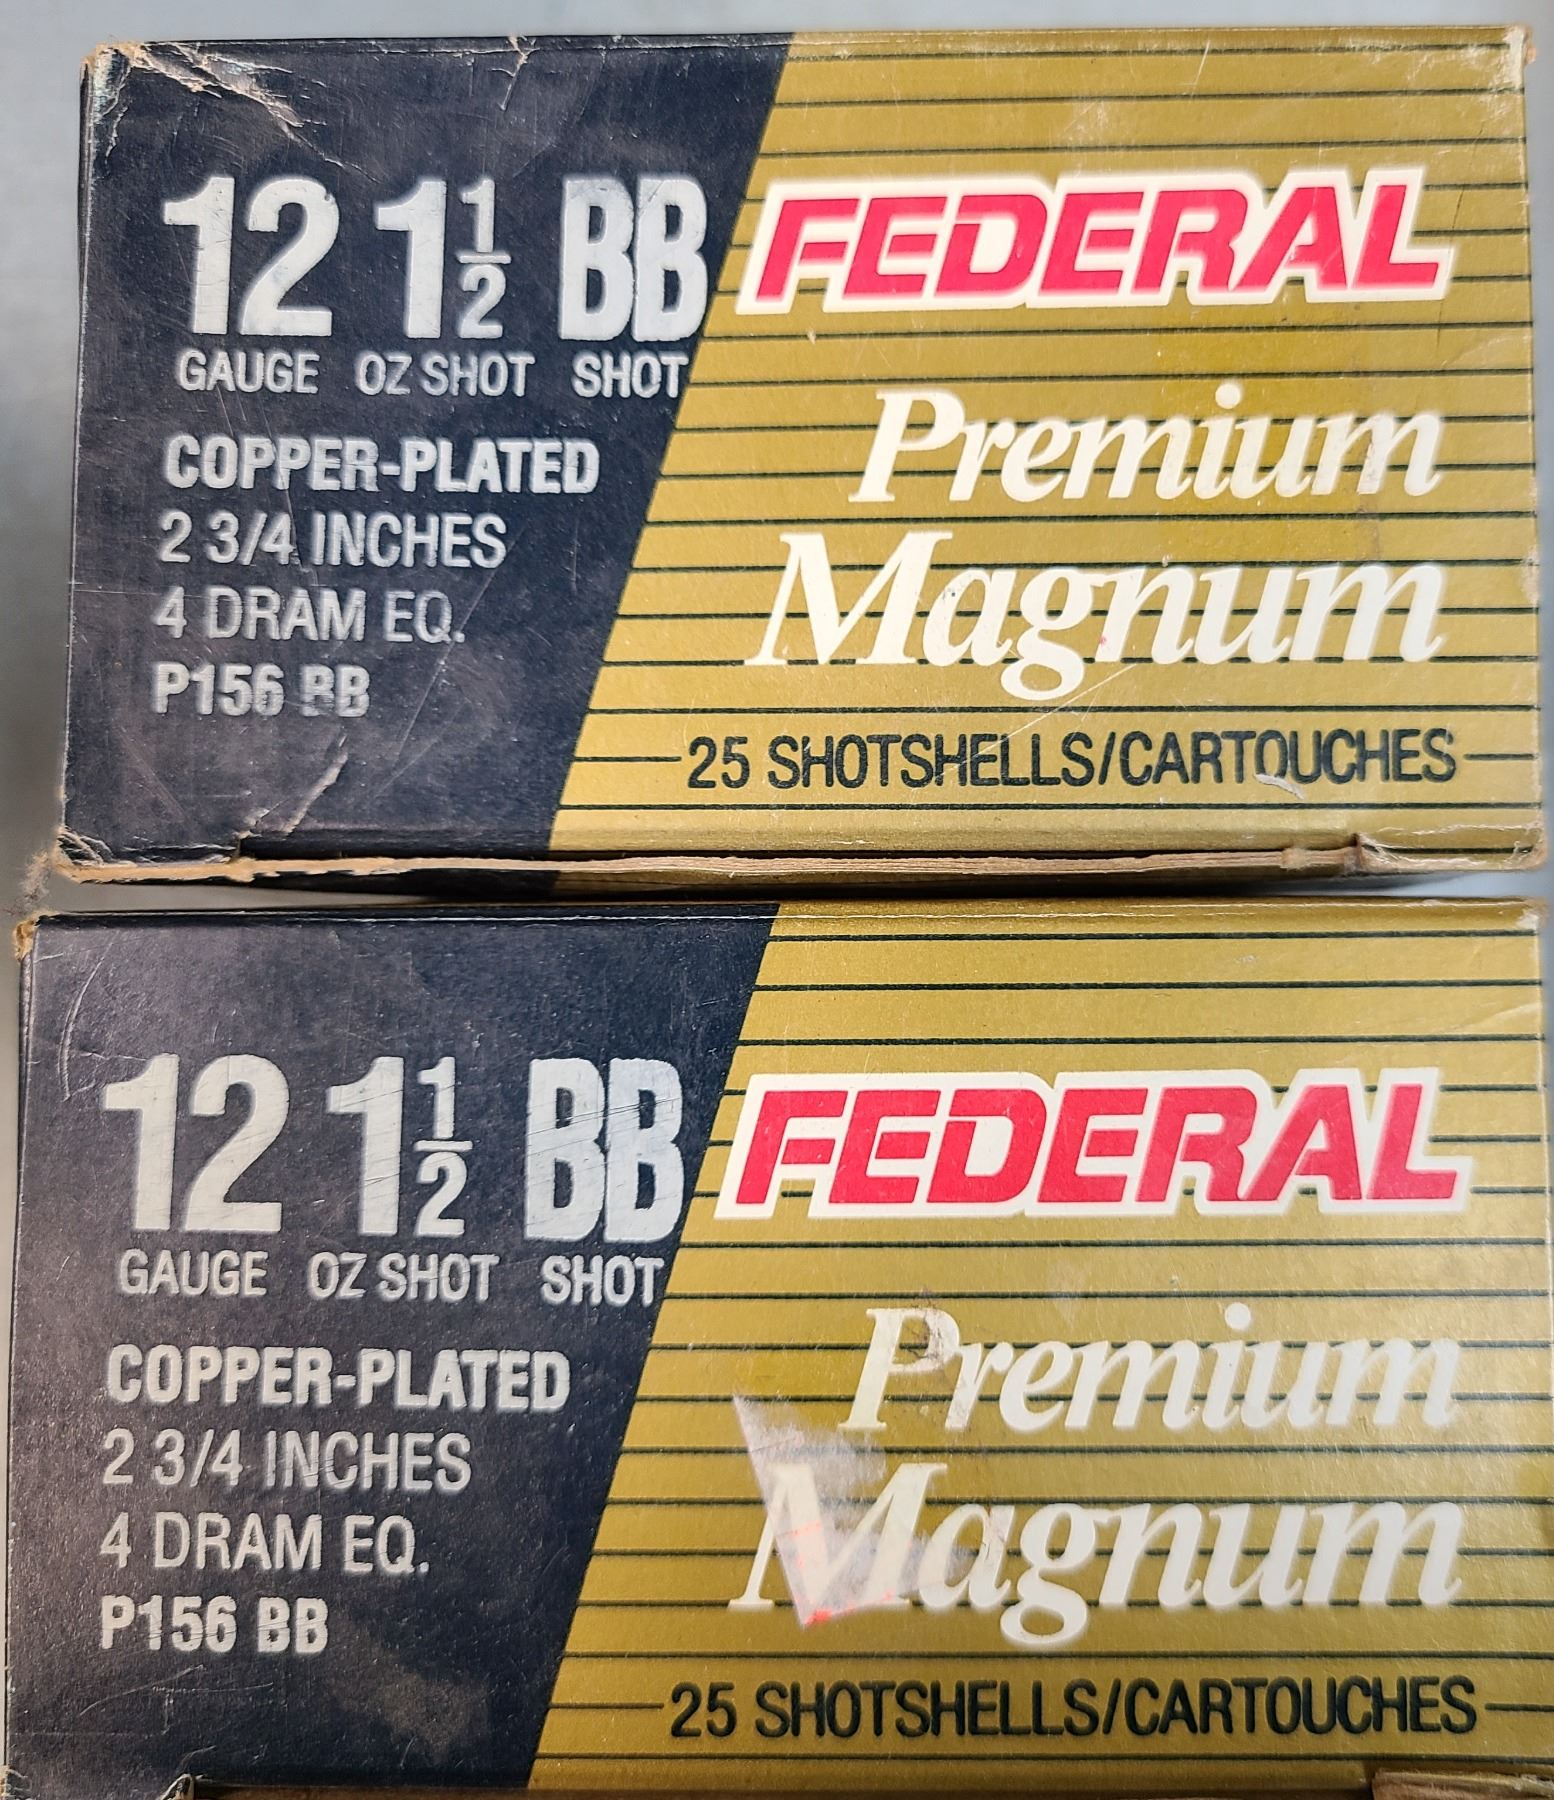 12 1 1/2 BB
GAUGE OZ SHOT SHOT
COPPER-PLATED
2 3/4 INCHES
4 DRAM EQ.
P156 BB
FEDERAL
Premium
Magnum
25 SHOTSHELLS/CARTOUCHES
12 1 1/2 BB
GAUGE OZ SHOT SHOT
COPPER-PLATED
2 3/4 INCHES
4 DRAM EQ.
P156 BB
FEDERAL
Premium
Magnum
25 SHOTSHELLS/CARTOUCHES